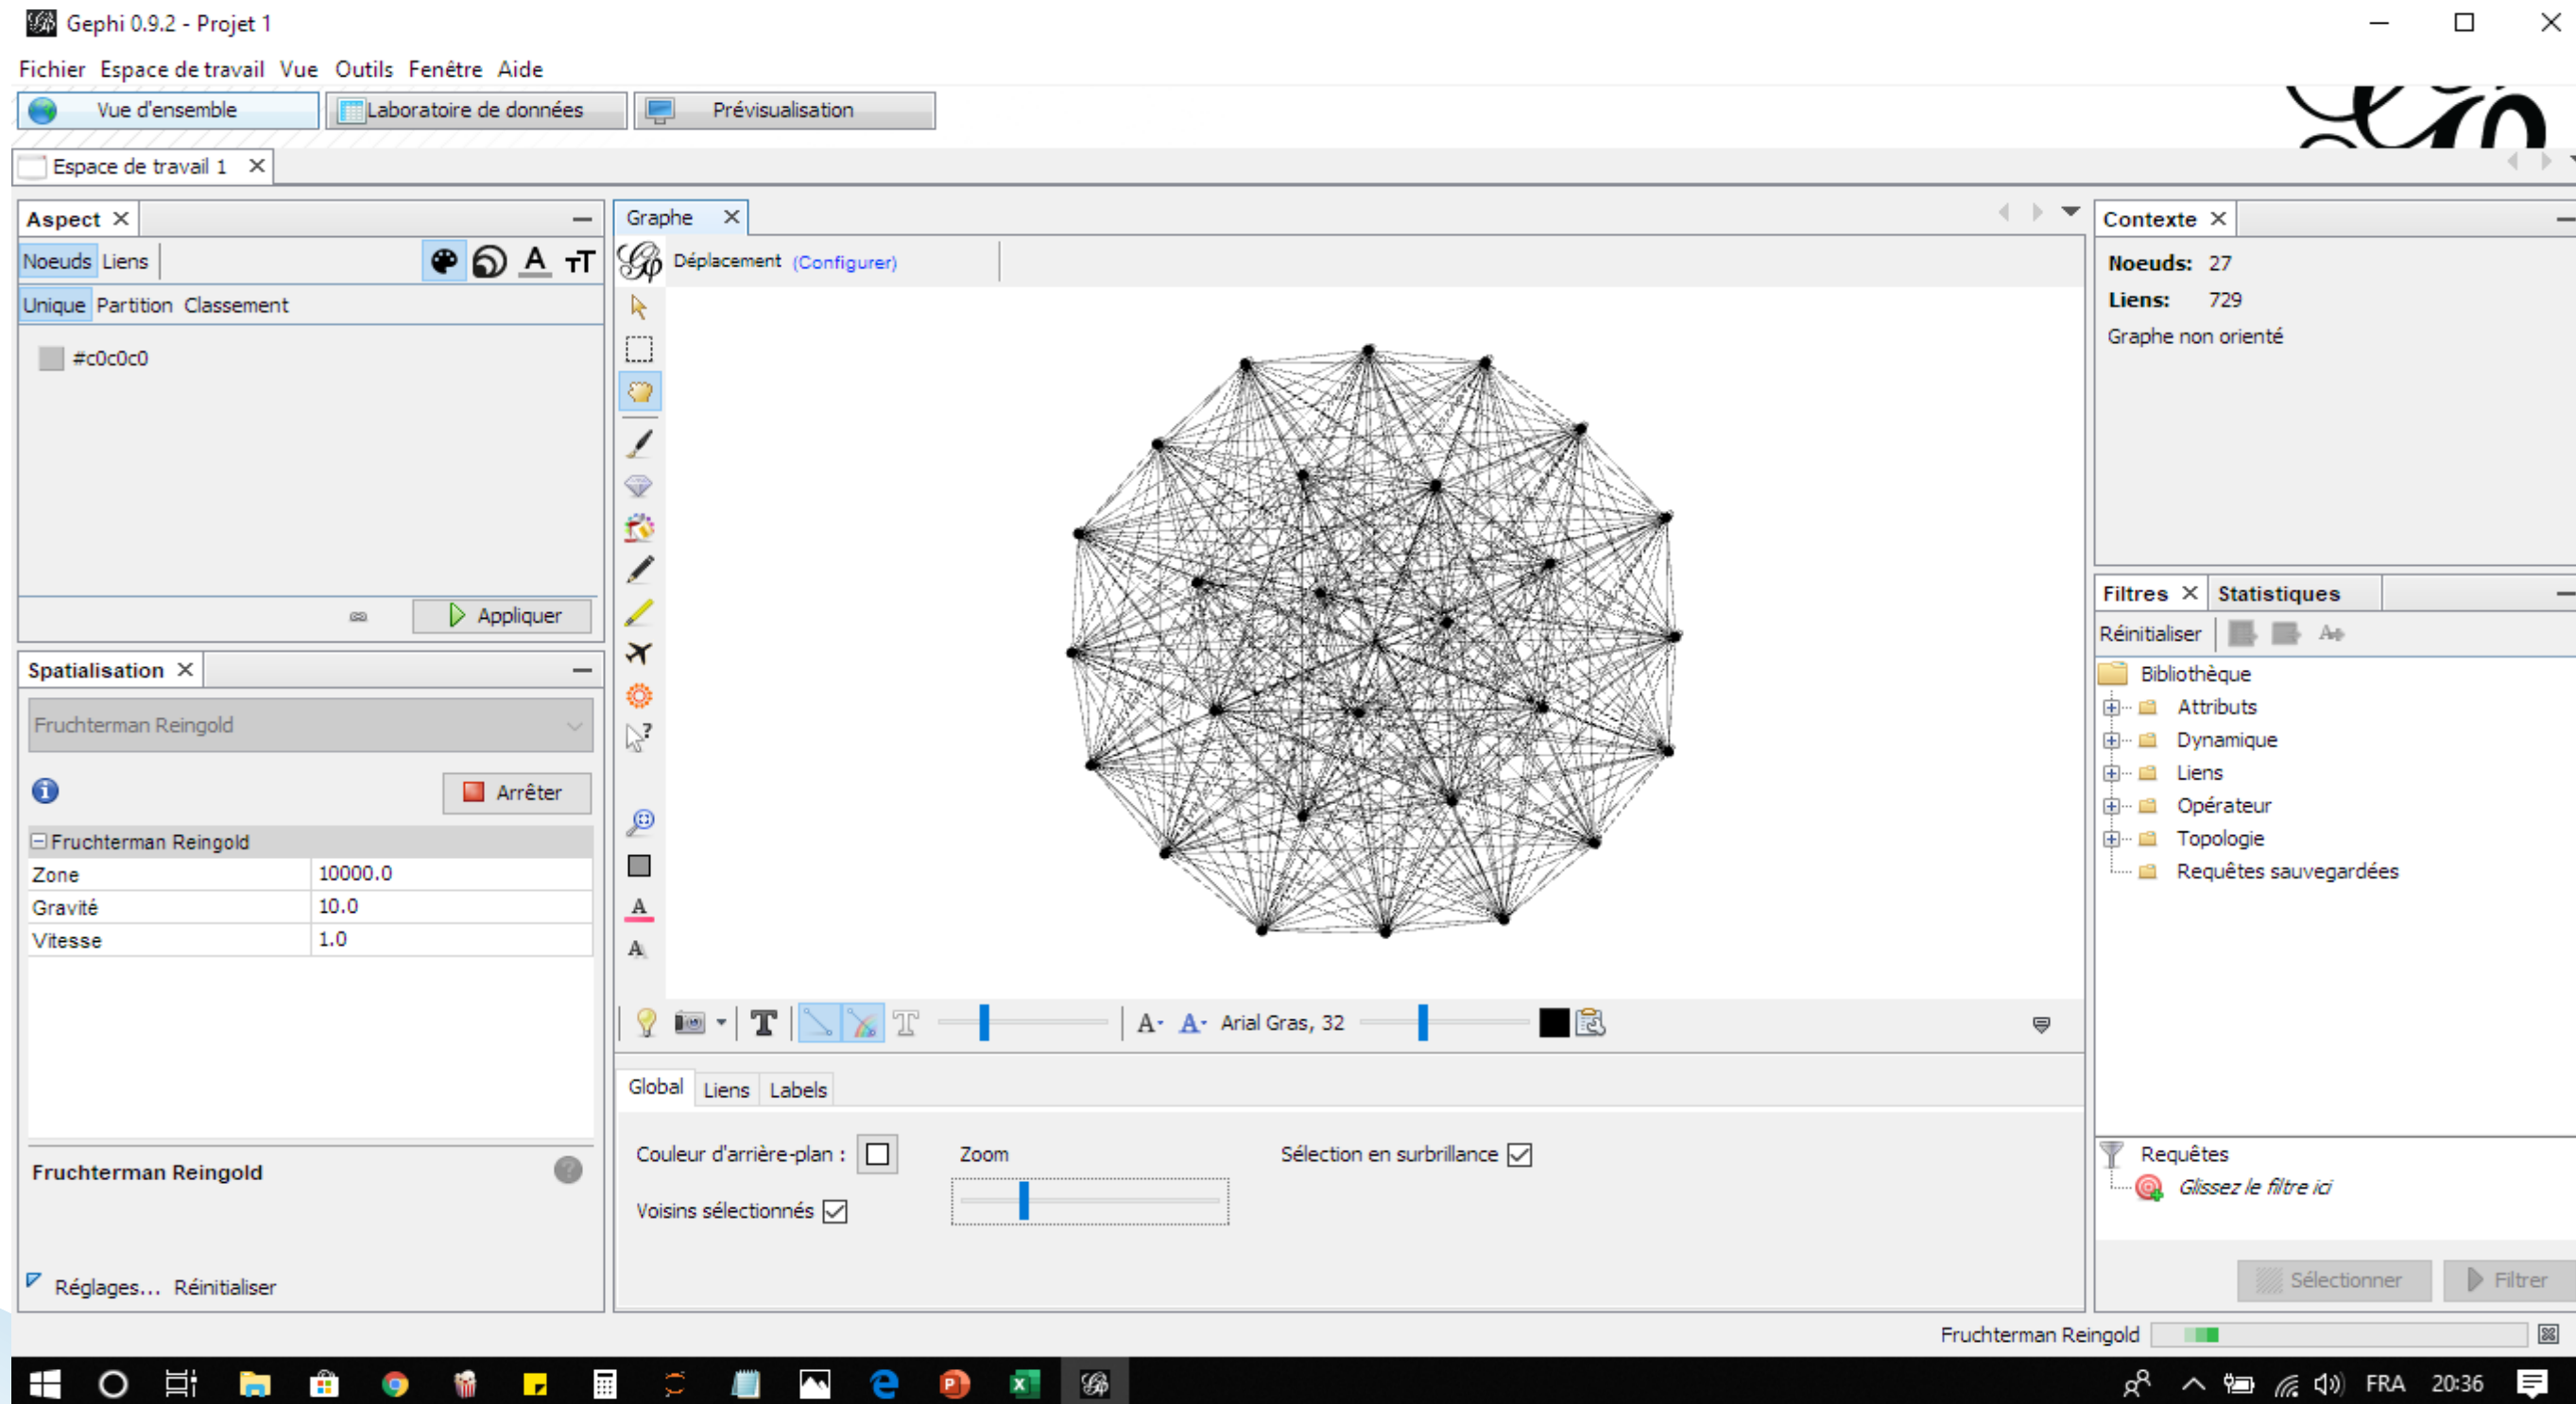 Gephi 0.9.2 - Projet 1
Fichier Espace de travail Vue Outils Fenêtre Aide
Vue d'ensemble Laboratoire de données Prévisualisation
Espace de travail 1
Aspect
Noeuds Liens
Unique Partition Classement
#c0c0c0
Appliquer
Spatialisation
Fruchterman Reingold
Arrêter
Fruchterman Reingold
Zone 10000.0
Gravité 10.0
Vitesse 1.0
Fruchterman Reingold
Réglages... Réinitialiser
Graphe
Déplacement (Configurer)
Arial Gras, 32
Global Liens Labels
Couleur d'arrière-plan : Zoom Sélection en surbrillance
Voisins sélectionnés
Contexte
Noeuds: 27
Liens: 729
Graphe non orienté
Filtres Statistiques
Réinitialiser
Bibliothèque
Attributs
Dynamique
Liens
Opérateur
Topologie
Requêtes sauvegardées
Requêtes
Glissez le filtre ici
Sélectionner Filtrer
Fruchterman Reingold
FRA 20:36